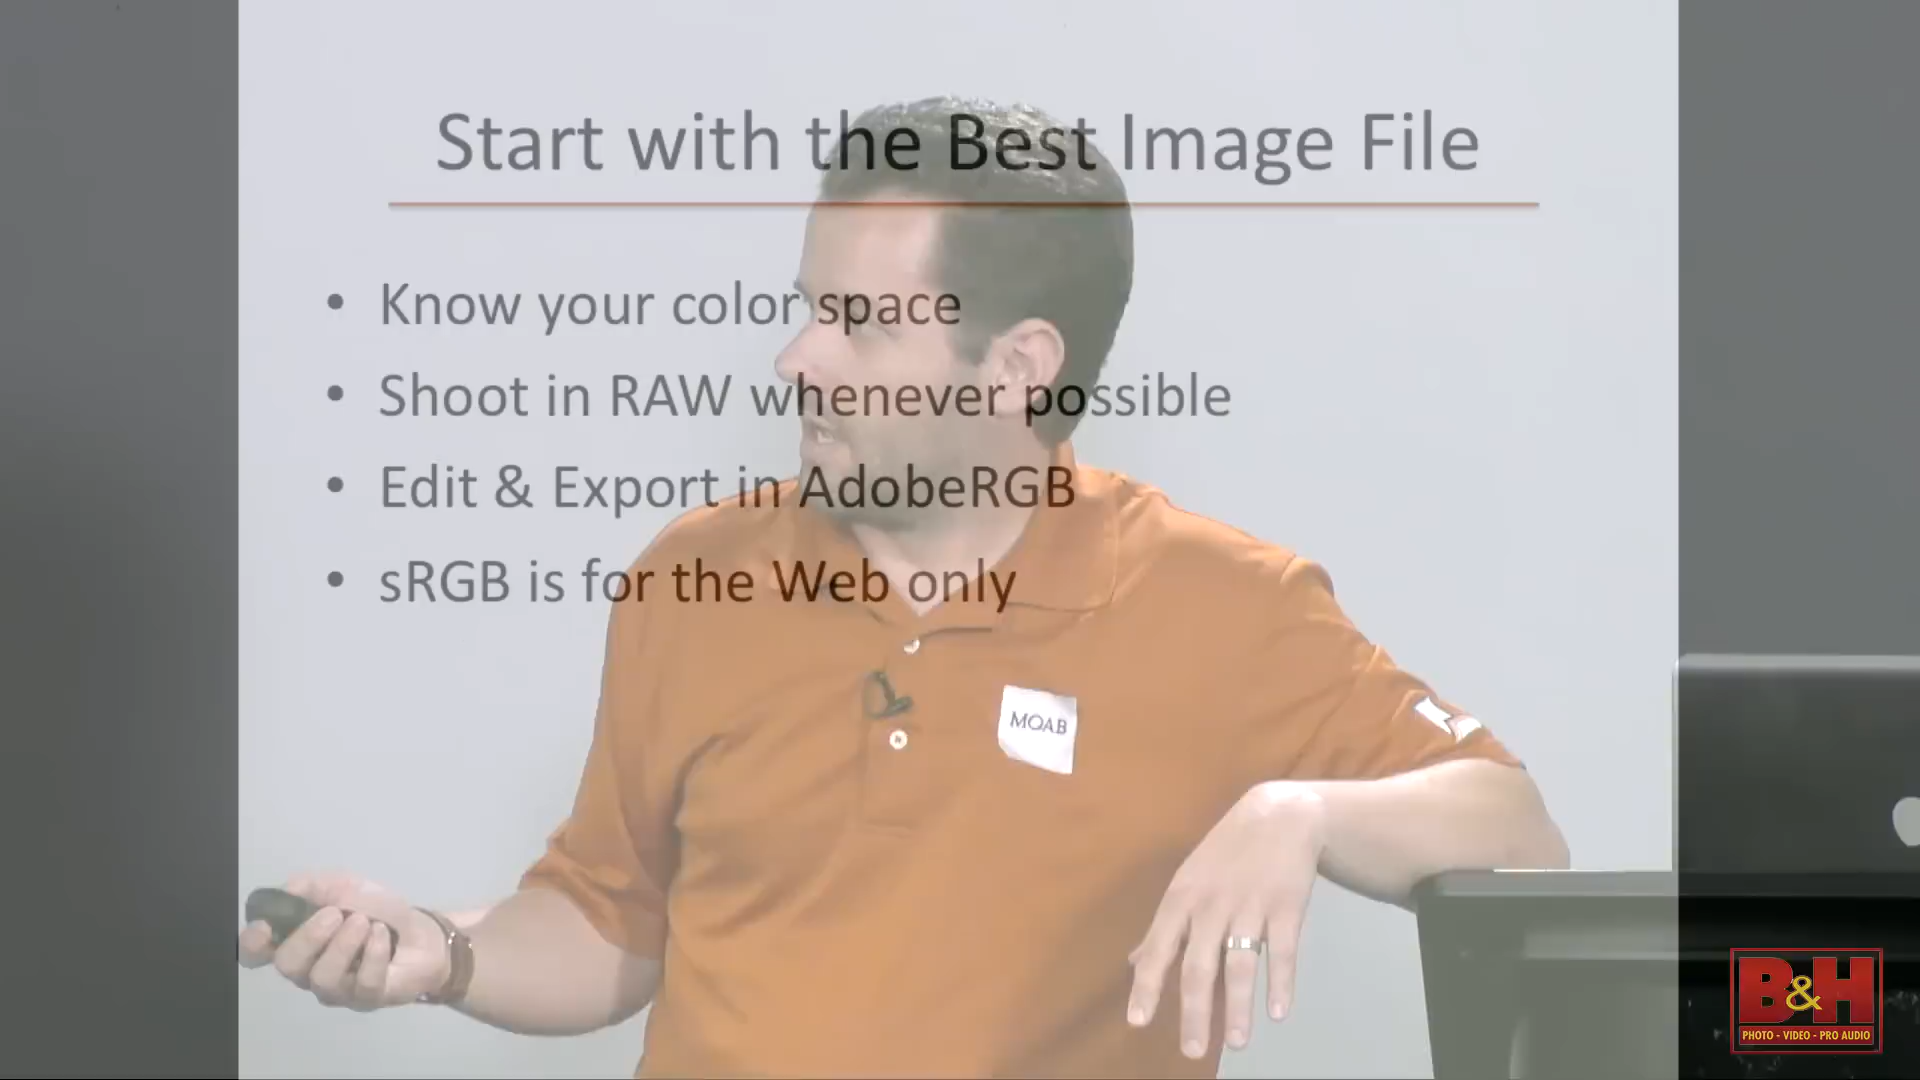 Start with the Best Image File
• Know your color space
• Shoot in RAW whenever possible
• Edit & Export in AdobeRGB
• sRGB is for the Web only
MOAB
B&H
PHOTO - VIDEO - PRO AUDIO